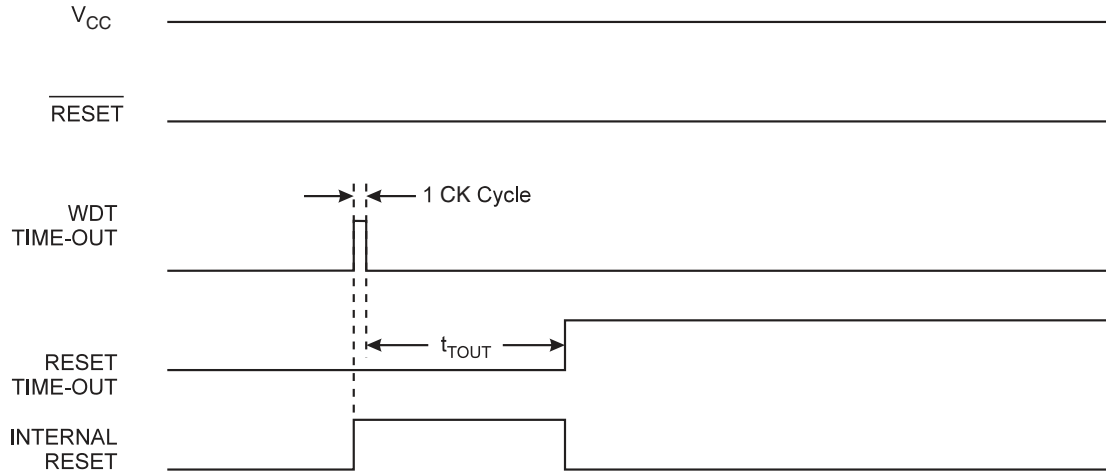 VCC
RESET
1 CK Cycle
WDT
TIME-OUT
tTOUT
RESET
TIME-OUT
INTERNAL
RESET